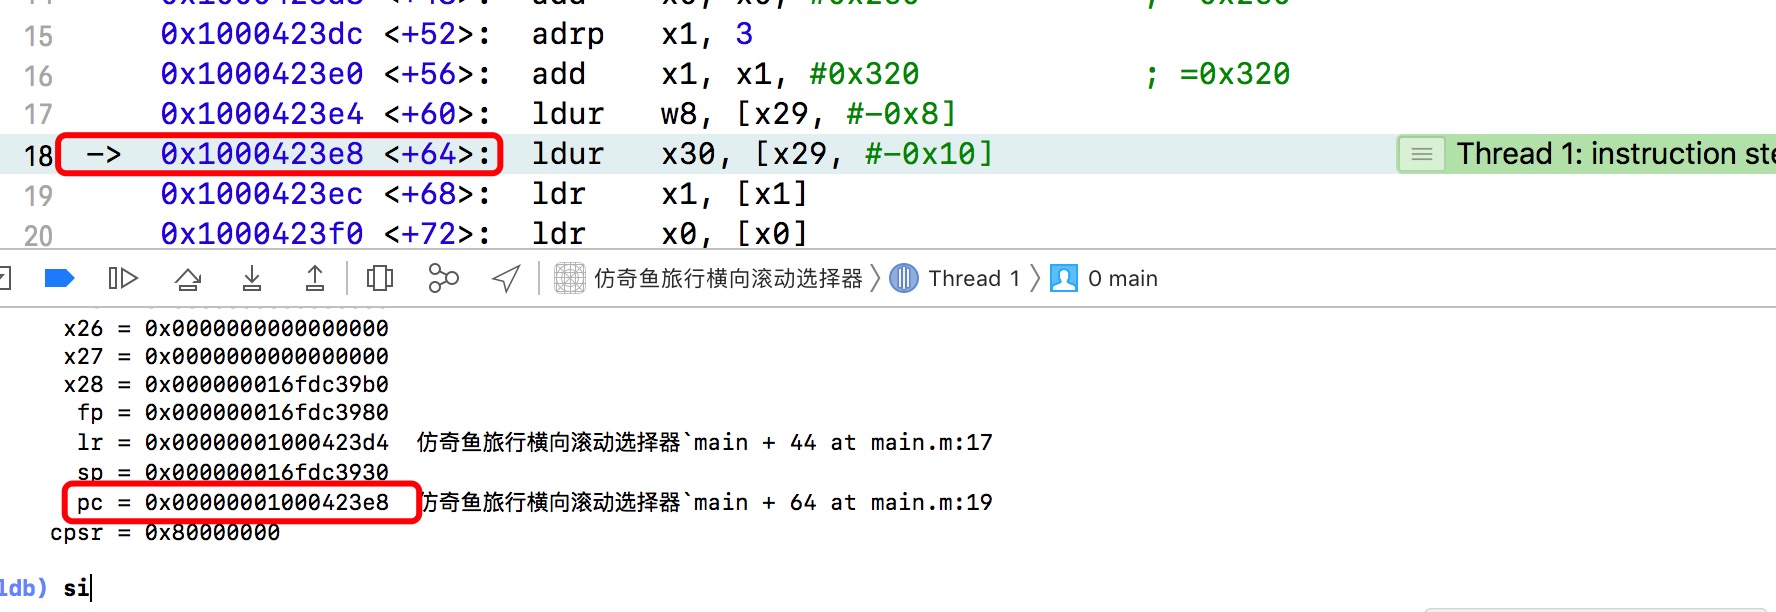 15 0x1000423dc <+52>: adrp x1, 3
16 0x1000423e0 <+56>: add x1, x1, #0x320 ; =0x320
17 0x1000423e4 <+60>: ldur w8, [x29, #-0x8]
18 -> 0x1000423e8 <+64>: ldur x30, [x29, #-0x10] Thread 1: instruction ste
19 0x1000423ec <+68>: ldr x1, [x1]
20 0x1000423f0 <+72>: ldr x0, [x0]
仿奇鱼旅行横向滚动选择器 〉 Thread 1 〉 0 main
x26 = 0x0000000000000000
x27 = 0x0000000000000000
x28 = 0x000000016fdc39b0
fp = 0x000000016fdc3980
lr = 0x00000001000423d4 仿奇鱼旅行横向滚动选择器`main + 44 at main.m:17
sp = 0x000000016fdc3930
pc = 0x00000001000423e8 仿奇鱼旅行横向滚动选择器`main + 64 at main.m:19
cpsr = 0x80000000
ldb) si